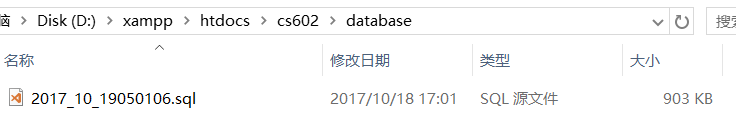 脑 › Disk (D:) › xampp › htdocs › cs602 › database 搜
名称 修改日期 类型 大小
2017_10_19050106.sql 2017/10/18 17:01 SQL 源文件 903 KB